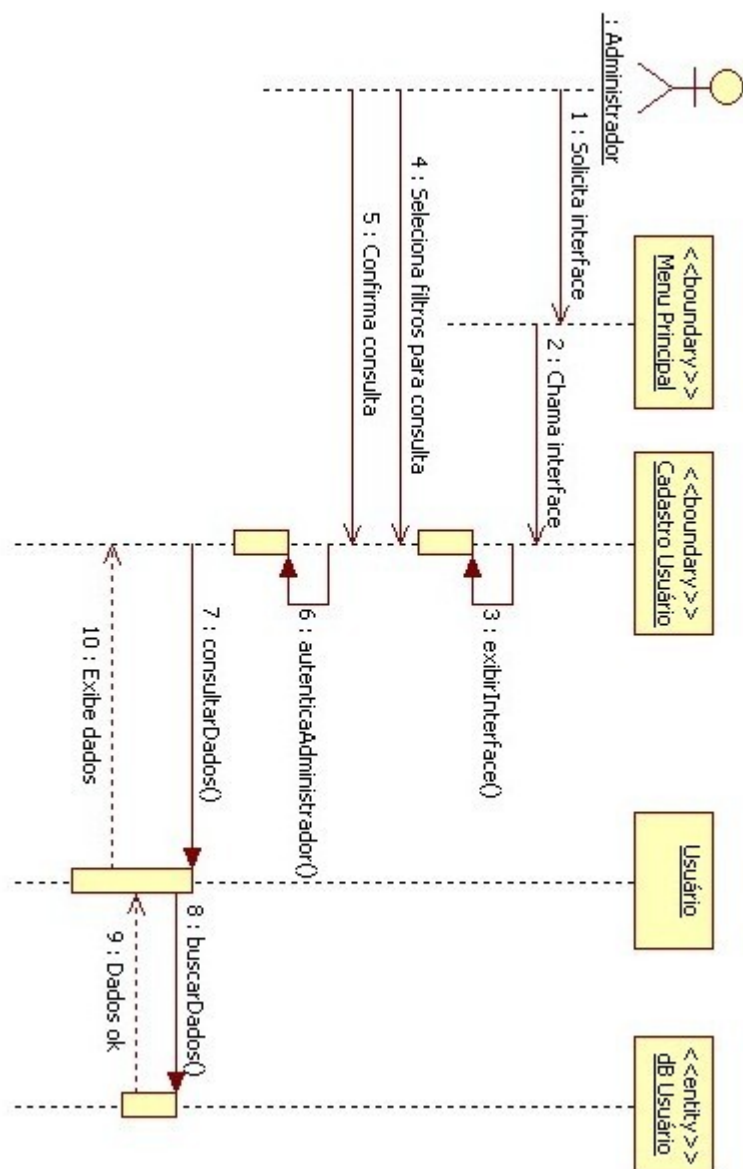 : Administrador
<<boundary>>
Menu Principal
<<boundary>>
Cadastro Usuário
Usuário
<<entity>>
dB Usuário
1 : Solicita interface
2 : Chama interface
3 : exibirInterface()
4 : Seleciona filtros para consulta
5 : Confirma consulta
6 : autenticaAdministrador()
7 : consultarDados()
8 : buscarDados()
9 : Dados ok
10 : Exibe dados